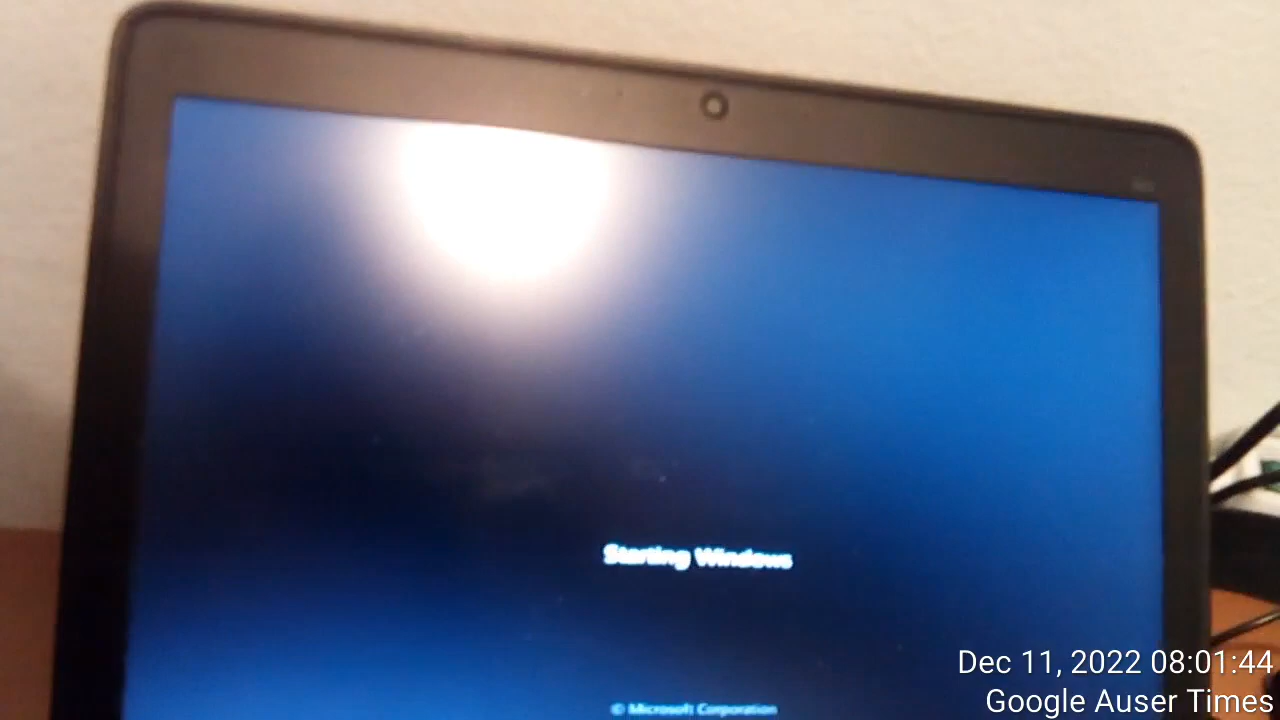 Starting Windows
© Microsoft Corporation
Dec 11, 2022 08:01:44
Google Auser Times